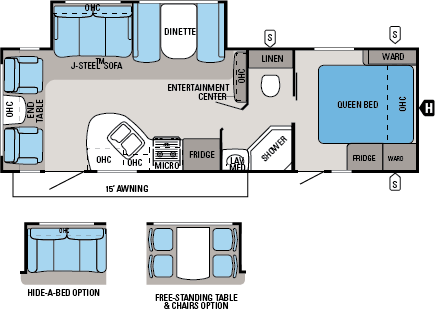 OHC
DINETTE
J-STEEL™ SOFA
S
S
LINEN
WARD
OHC
ENTERTAINMENT
CENTER
OHC
END
TABLE
QUEEN BED
OHC
H
OHC
OHC
MICRO
FRIDGE
LAV
MED
SHOWER
FRIDGE
WARD
S
15' AWNING
OHC
HIDE-A-BED OPTION
FREE-STANDING TABLE
& CHAIRS OPTION